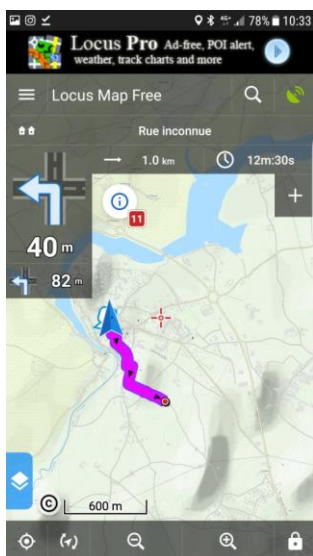 78% 10:33
Locus Pro Ad-free, POI alert,
weather, track charts and more
Locus Map Free
Rue inconnue
1.0 km 12m:30s
11
40 m
82 m
© 600 m